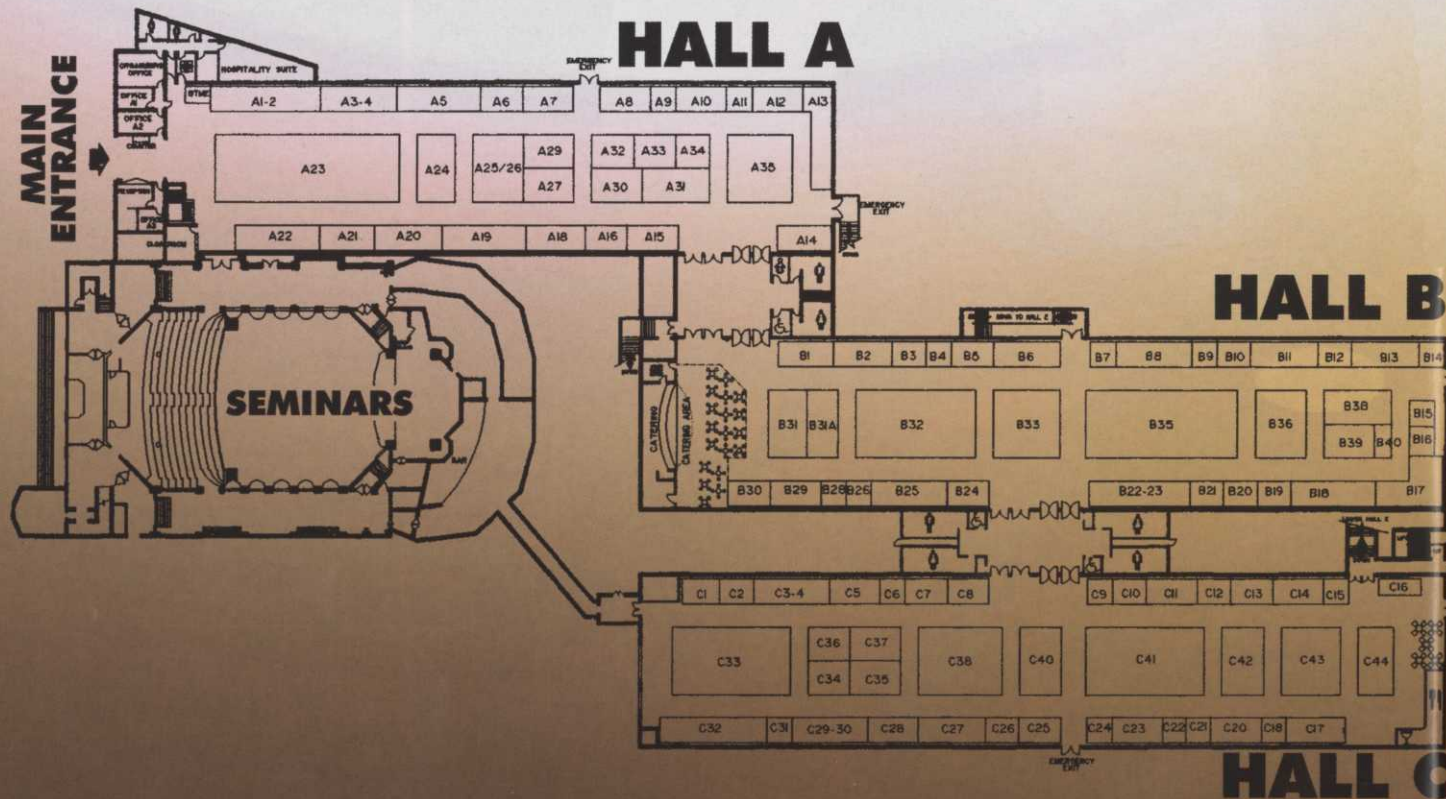 HALL A
MAIN
ENTRANCE
ORGANISERS
OFFICE
HOSPITALITY SUITE
EMERGENCY
EXIT
OFFICE
A1
OFFICE
A2
A1-2 A3-4 A5 A6 A7 A8 A9 A10 A11 A12 A13
A23 A24 A25/26 A29 A27 A32 A33 A34 A30 A31 A35
RECEPTION
EMERGENCY
EXIT
A22 A21 A20 A19 A18 A16 A15 A14
SEMINARS
BAR
HALL B
B1 B2 B3 B4 B5 B6 B7 B8 B9 B10 B11 B12 B13 B14
CATERING
CATERING AREA
B31 B31A B32 B33 B35 B36 B38 B39 B40 B15 B16
B30 B29 B28 B26 B25 B24 B22-23 B21 B20 B19 B18 B17
C1 C2 C3-4 C5 C6 C7 C8 C9 C10 C11 C12 C13 C14 C15 C16
C33 C36 C37 C34 C35 C38 C40 C41 C42 C43 C44
C32 C31 C29-30 C28 C27 C26 C25 C24 C23 C22 C21 C20 C18 C17
EMERGENCY
EXIT
HALL C